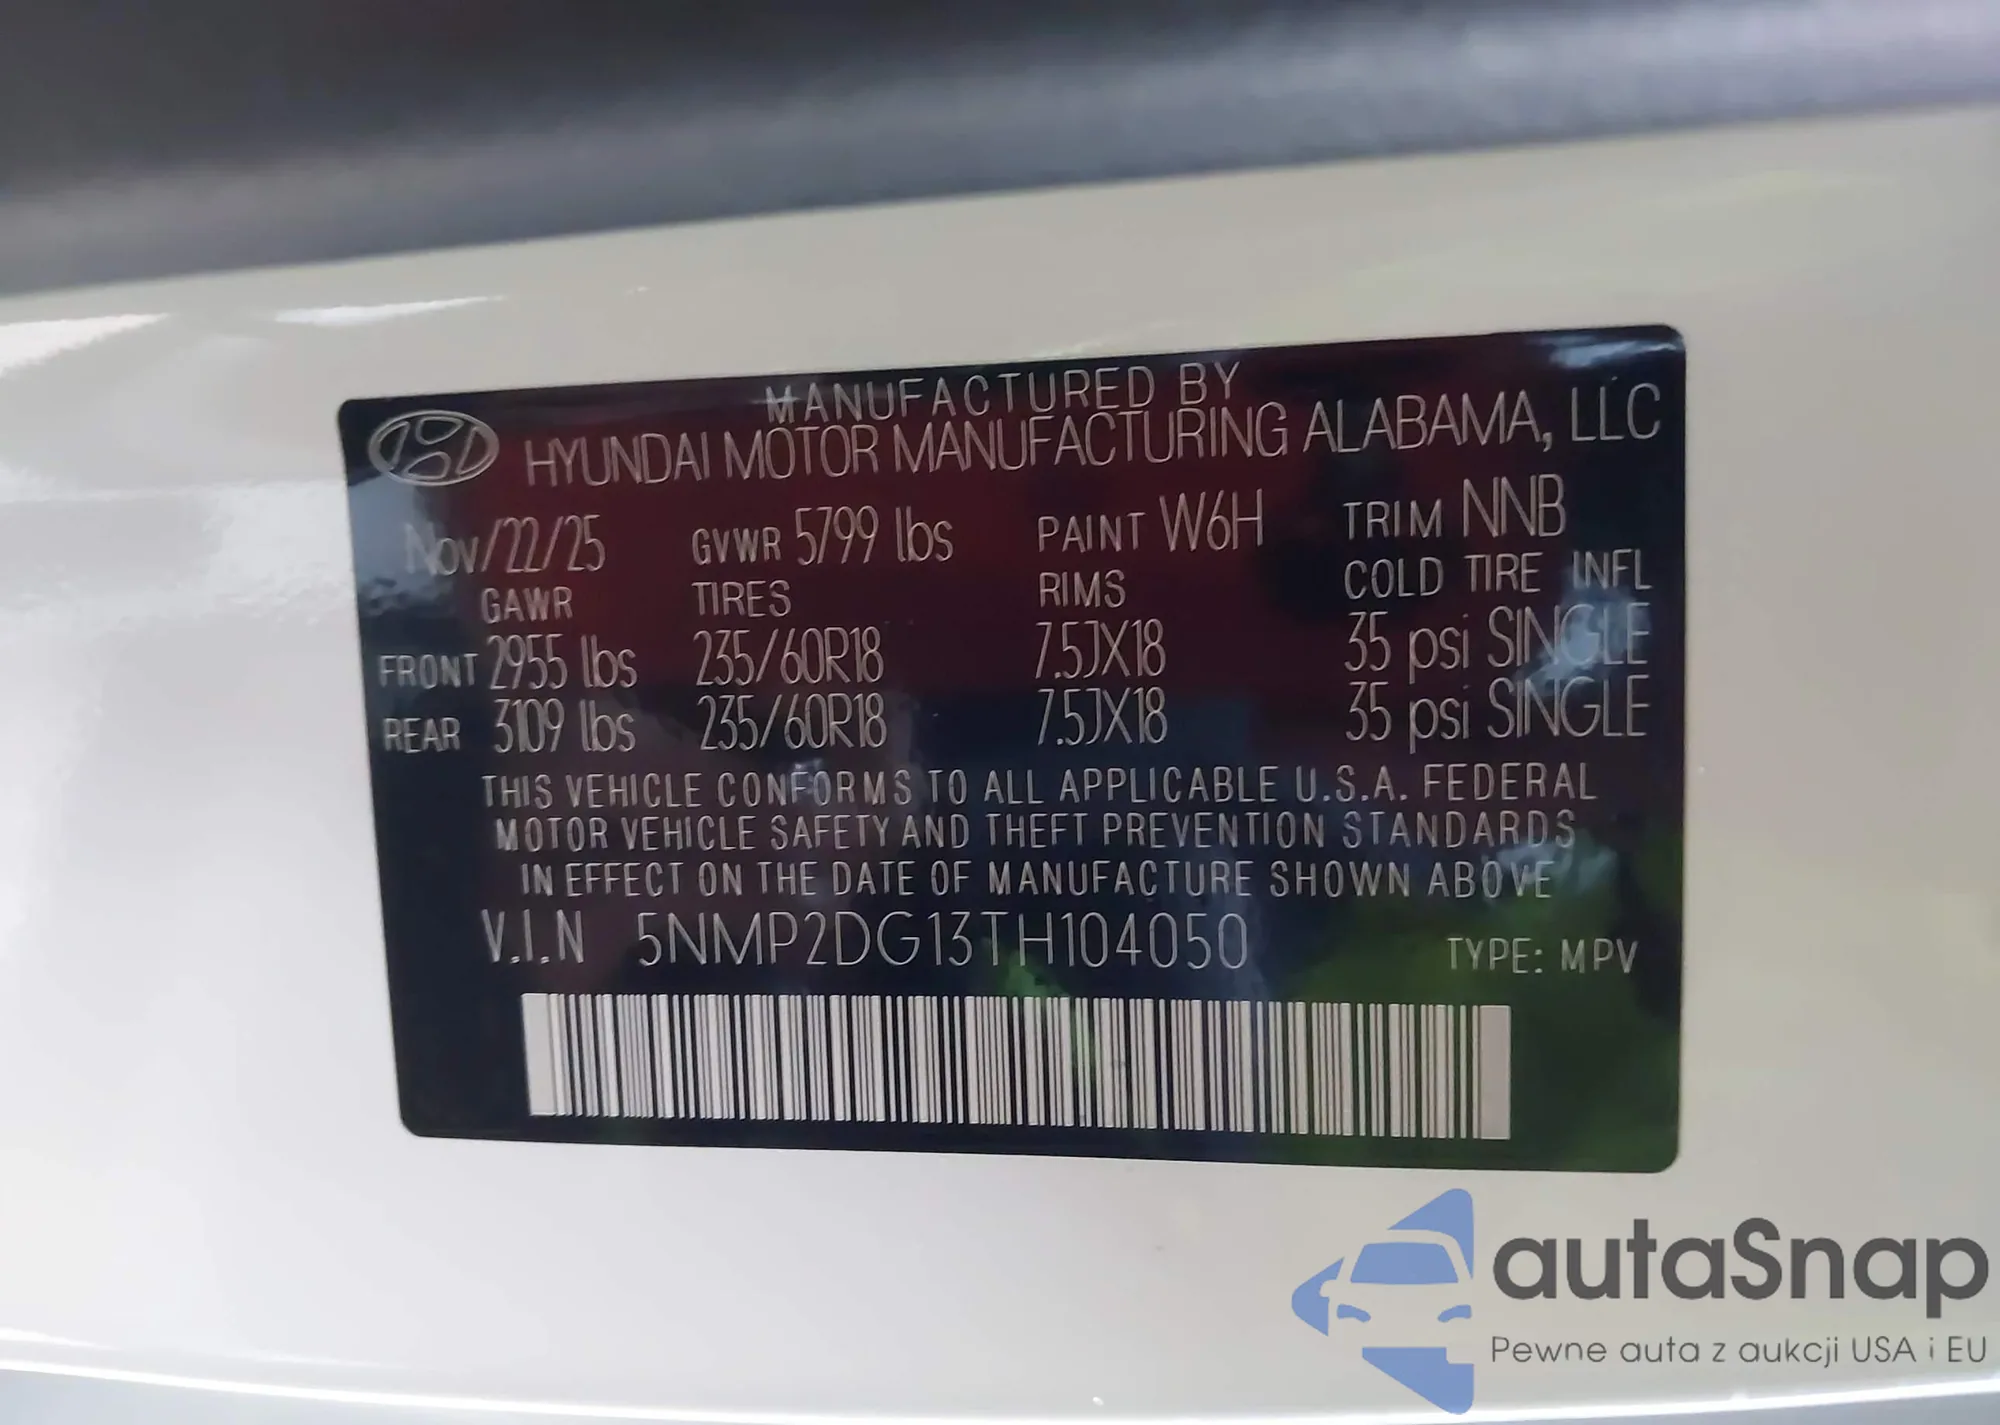 MANUFACTURED BY
HYUNDAI MOTOR MANUFACTURING ALABAMA, LLC
Nov/22/25 GVWR 5799 lbs PAINT W6H TRIM NNB
GAWR TIRES RIMS COLD TIRE INFL
FRONT 2955 lbs 235/60R18 7.5JX18 35 psi SINGLE
REAR 3109 lbs 235/60R18 7.5JX18 35 psi SINGLE
THIS VEHICLE CONFORMS TO ALL APPLICABLE U.S.A. FEDERAL
MOTOR VEHICLE SAFETY AND THEFT PREVENTION STANDARDS
IN EFFECT ON THE DATE OF MANUFACTURE SHOWN ABOVE
V.I.N 5NMP2DG13TH104050 TYPE: MPV
autaSnap
Pewne auta z aukcji USA i EU